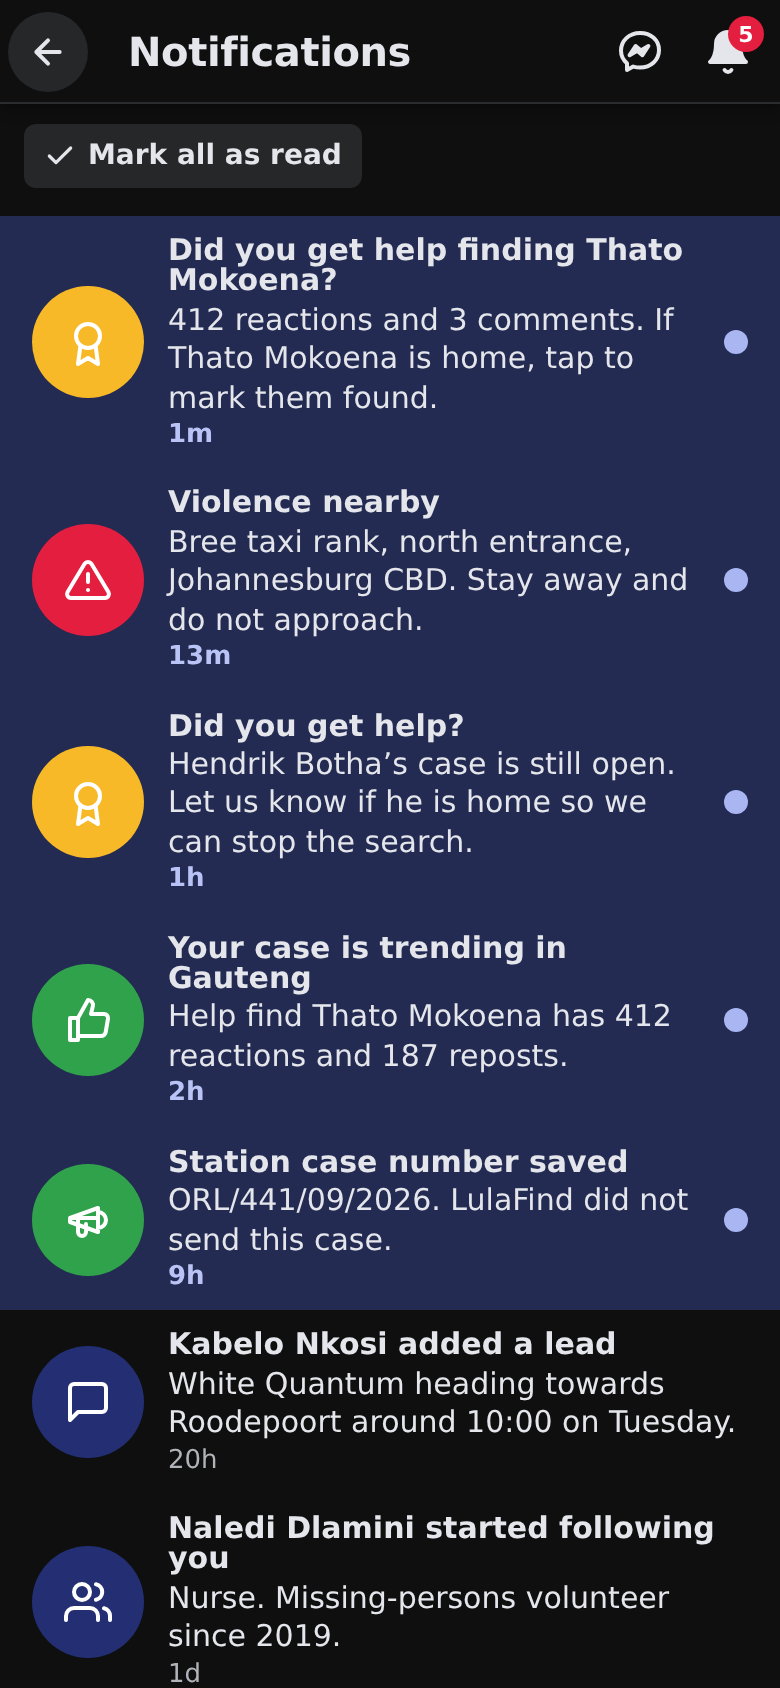 Notifications
5
Mark all as read
Did you get help finding Thato
Mokoena?
412 reactions and 3 comments. If
Thato Mokoena is home, tap to
mark them found.
1m
Violence nearby
Bree taxi rank, north entrance,
Johannesburg CBD. Stay away and
do not approach.
13m
Did you get help?
Hendrik Botha’s case is still open.
Let us know if he is home so we
can stop the search.
1h
Your case is trending in
Gauteng
Help find Thato Mokoena has 412
reactions and 187 reposts.
2h
Station case number saved
ORL/441/09/2026. LulaFind did not
send this case.
9h
Kabelo Nkosi added a lead
White Quantum heading towards
Roodepoort around 10:00 on Tuesday.
20h
Naledi Dlamini started following
you
Nurse. Missing-persons volunteer
since 2019.
1d